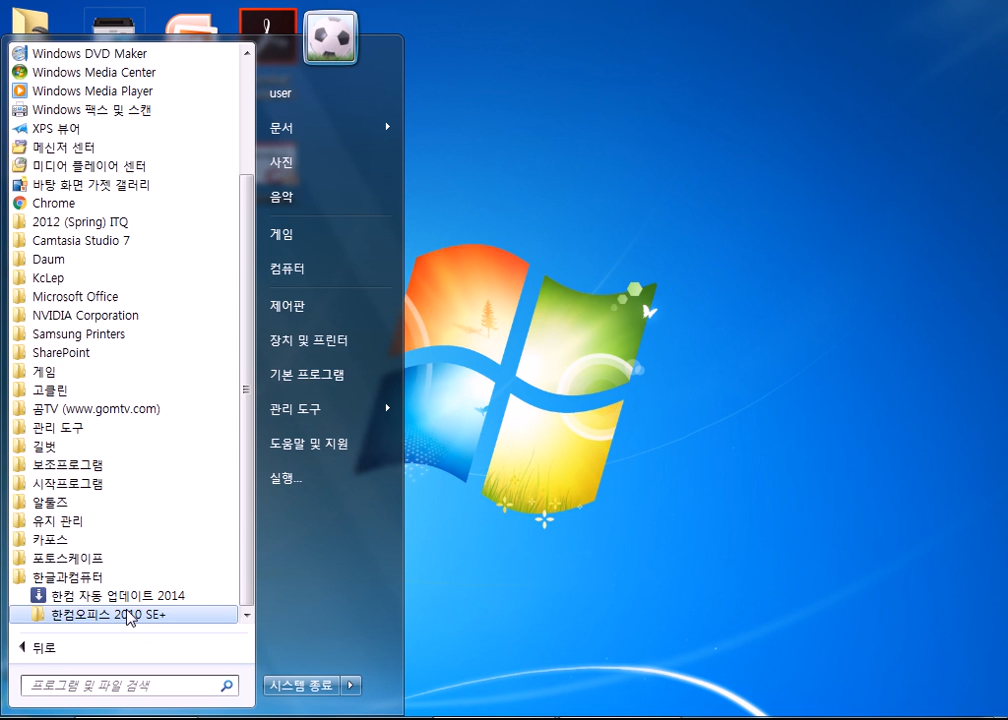 Windows DVD Maker
Windows Media Center
Windows Media Player
Windows 팩스 및 스캔
XPS 뷰어
메신저 센터
미디어 플레이어 센터
바탕 화면 가젯 갤러리
Chrome
2012 (Spring) ITQ
Camtasia Studio 7
Daum
KcLep
Microsoft Office
NVIDIA Corporation
Samsung Printers
SharePoint
게임
고클린
곰TV (www.gomtv.com)
관리 도구
길벗
보조프로그램
시작프로그램
알툴즈
유지 관리
카포스
포토스케이프
한글과컴퓨터
한컴 자동 업데이트 2014
한컴오피스 2010 SE+
뒤로
프로그램 및 파일 검색
user
문서
사진
음악
게임
컴퓨터
제어판
장치 및 프린터
기본 프로그램
관리 도구
도움말 및 지원
실행...
시스템 종료